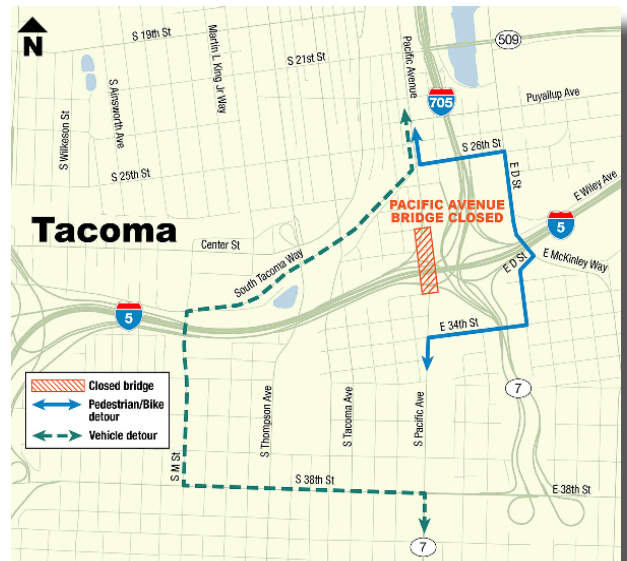 N
S 19th St
Martin L King Jr Way
S 21st St
Pacific Avenue
509
705
Puyallup Ave
S Ainsworth Ave
S Wilkeson St
S 25th St
S 26th St
E D St
E Wiley Ave
5
Tacoma
PACIFIC AVENUE
BRIDGE CLOSED
Center St
South Tacoma Way
E D St
E McKinley Way
5
E 34th St
Closed bridge
Pedestrian/Bike
detour
Vehicle detour
S Thompson Ave
S Tacoma Ave
S Pacific Ave
7
S M St
S 38th St
E 38th St
7